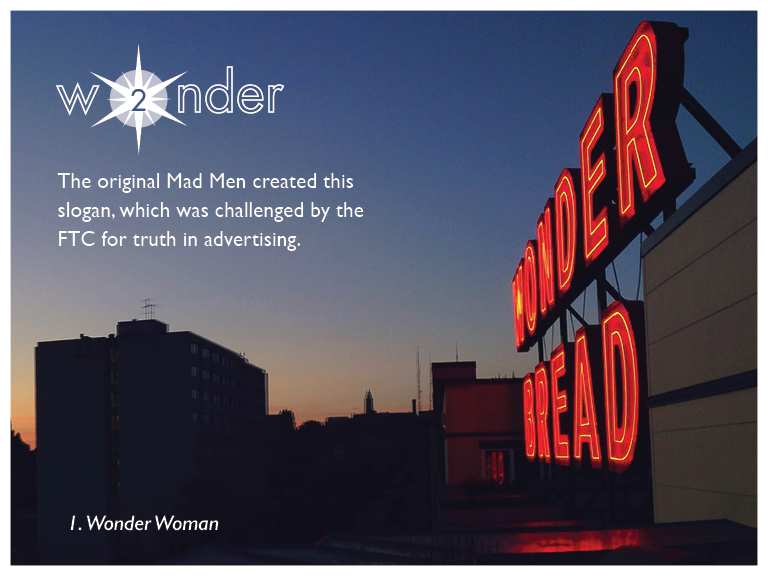 w2nder
The original Mad Men created this
slogan, which was challenged by the
FTC for truth in advertising.
WONDER
BREAD
1. Wonder Woman